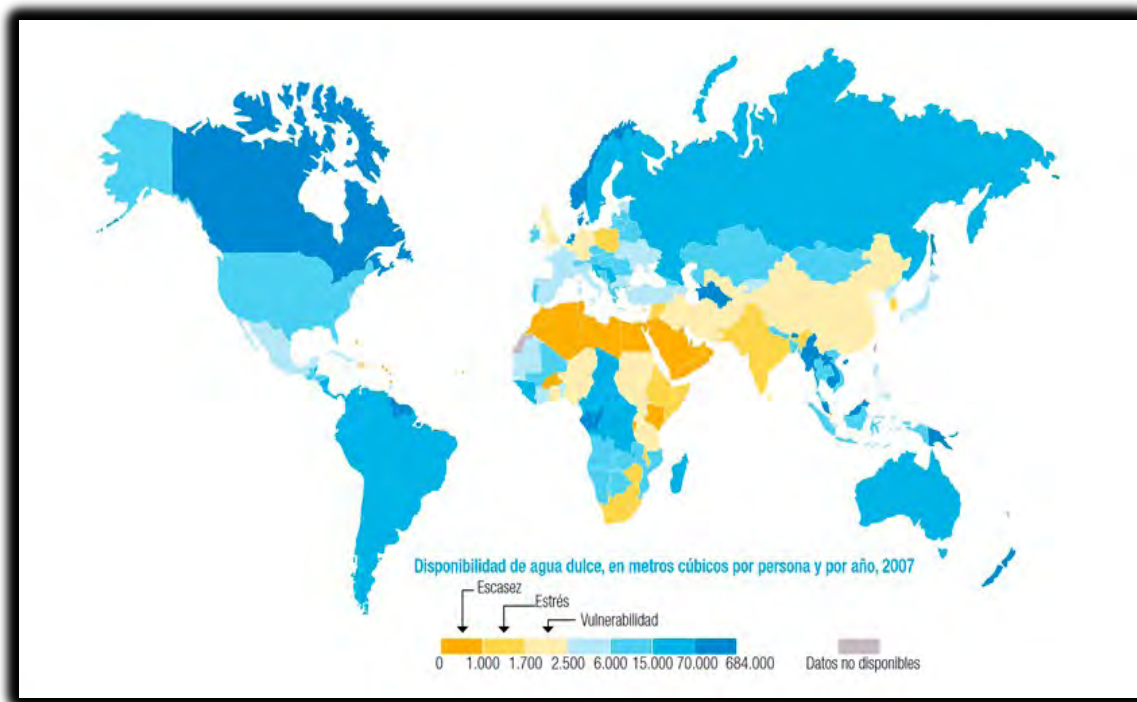 Disponibilidad de agua dulce, en metros cúbicos por persona y por año, 2007
Escasez
Estrés
Vulnerabilidad
0 1.000 1.700 2.500 6.000 15.000 70.000 684.000
Datos no disponibles